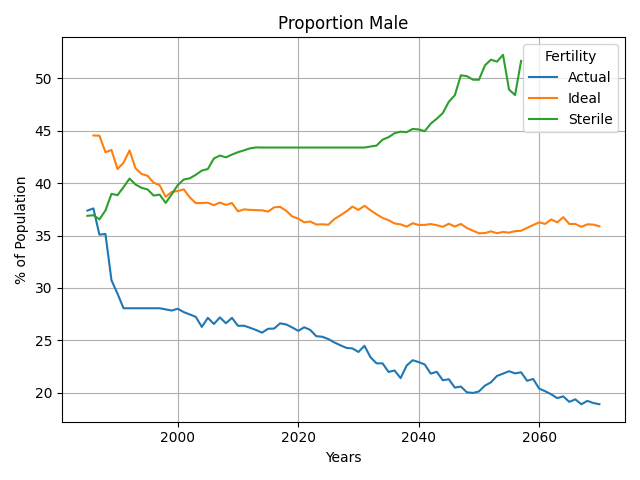 Proportion Male
Fertility
Actual
Ideal
Sterile
% of Population
50
45
40
35
30
25
20
2000
2020
2040
2060
Years